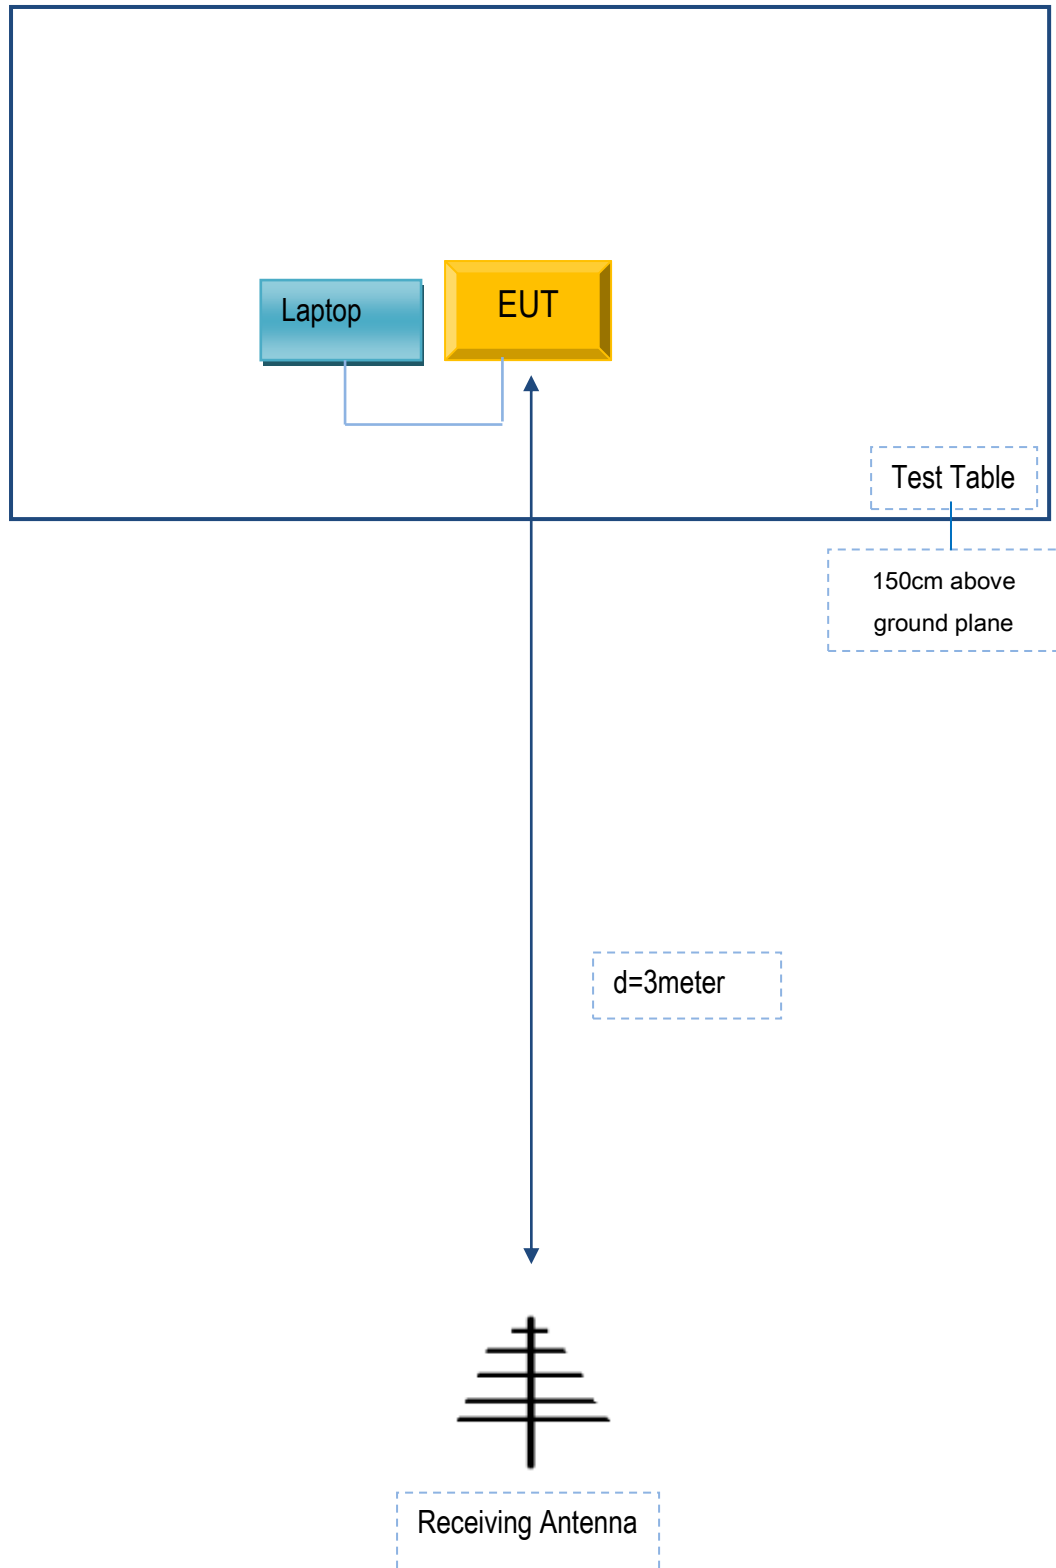 Laptop
EUT
Test Table
150cm above
ground plane
d=3meter
Receiving Antenna